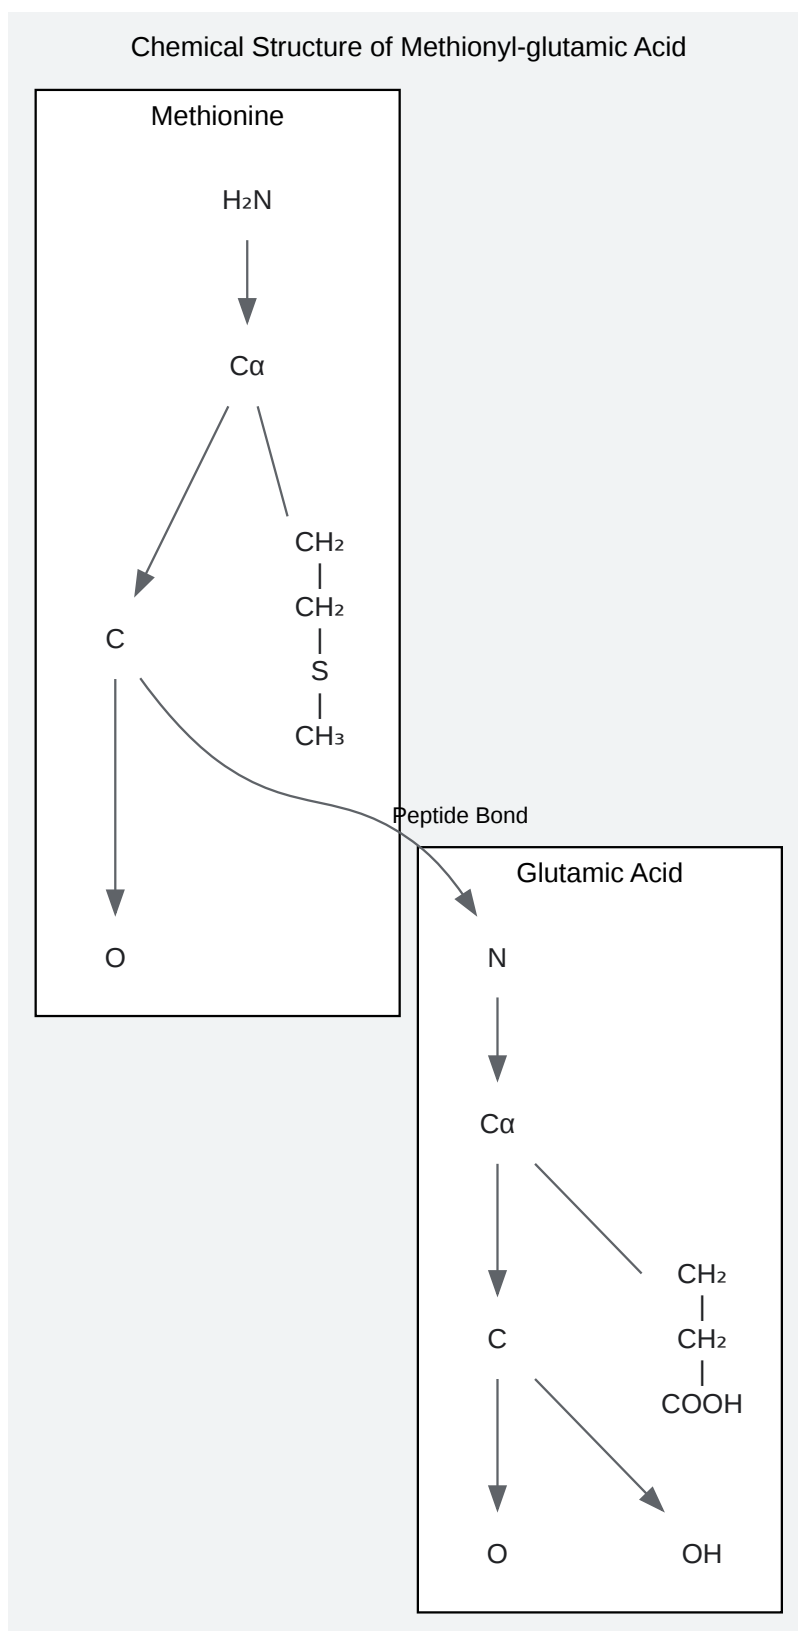 Chemical Structure of Methionyl-glutamic Acid
Methionine
H₂N
Cα
CH₂
|
CH₂
|
S
|
CH₃
C
O
Peptide Bond
Glutamic Acid
N
Cα
CH₂
|
CH₂
|
COOH
C
O
OH